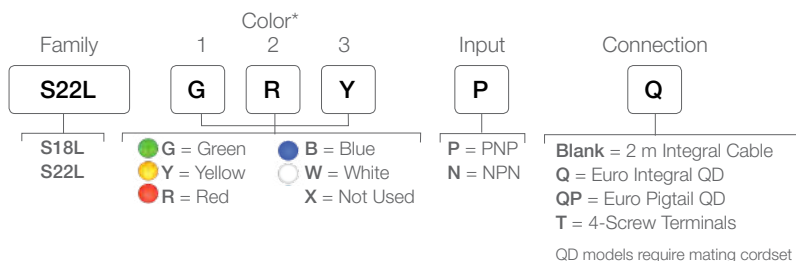 Color*
Family 1 2 3 Input Connection
S22L G R Y P Q
S18L G = Green B = Blue P = PNP Blank = 2 m Integral Cable
S22L Y = Yellow W = White N = NPN Q = Euro Integral QD
R = Red X = Not Used QP = Euro Pigtail QD
T = 4-Screw Terminals
QD models require mating cordset